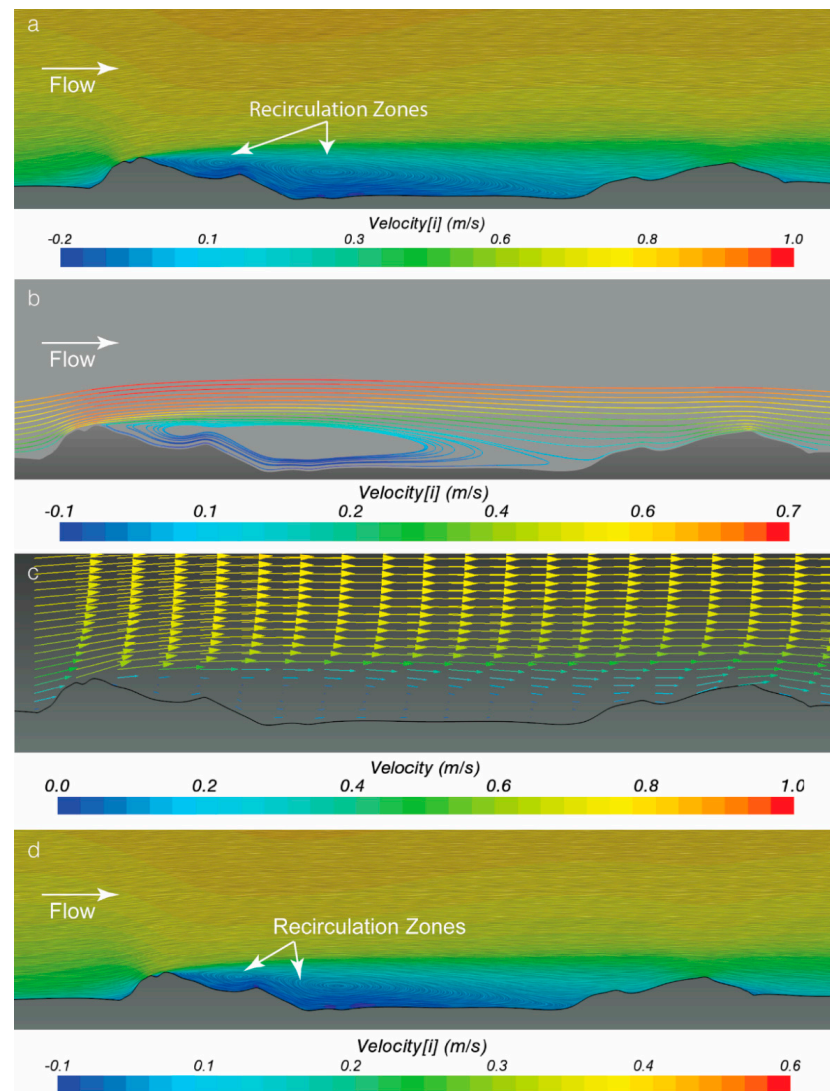 a
Flow
Recirculation Zones
Velocity[i] (m/s)
-0.2 0.1 0.3 0.6 0.8 1.0
b
Flow
Velocity[i] (m/s)
-0.1 0.1 0.2 0.4 0.6 0.7
c
Velocity (m/s)
0.0 0.2 0.4 0.6 0.8 1.0
d
Flow
Recirculation Zones
Velocity[i] (m/s)
-0.1 0.1 0.2 0.3 0.4 0.6